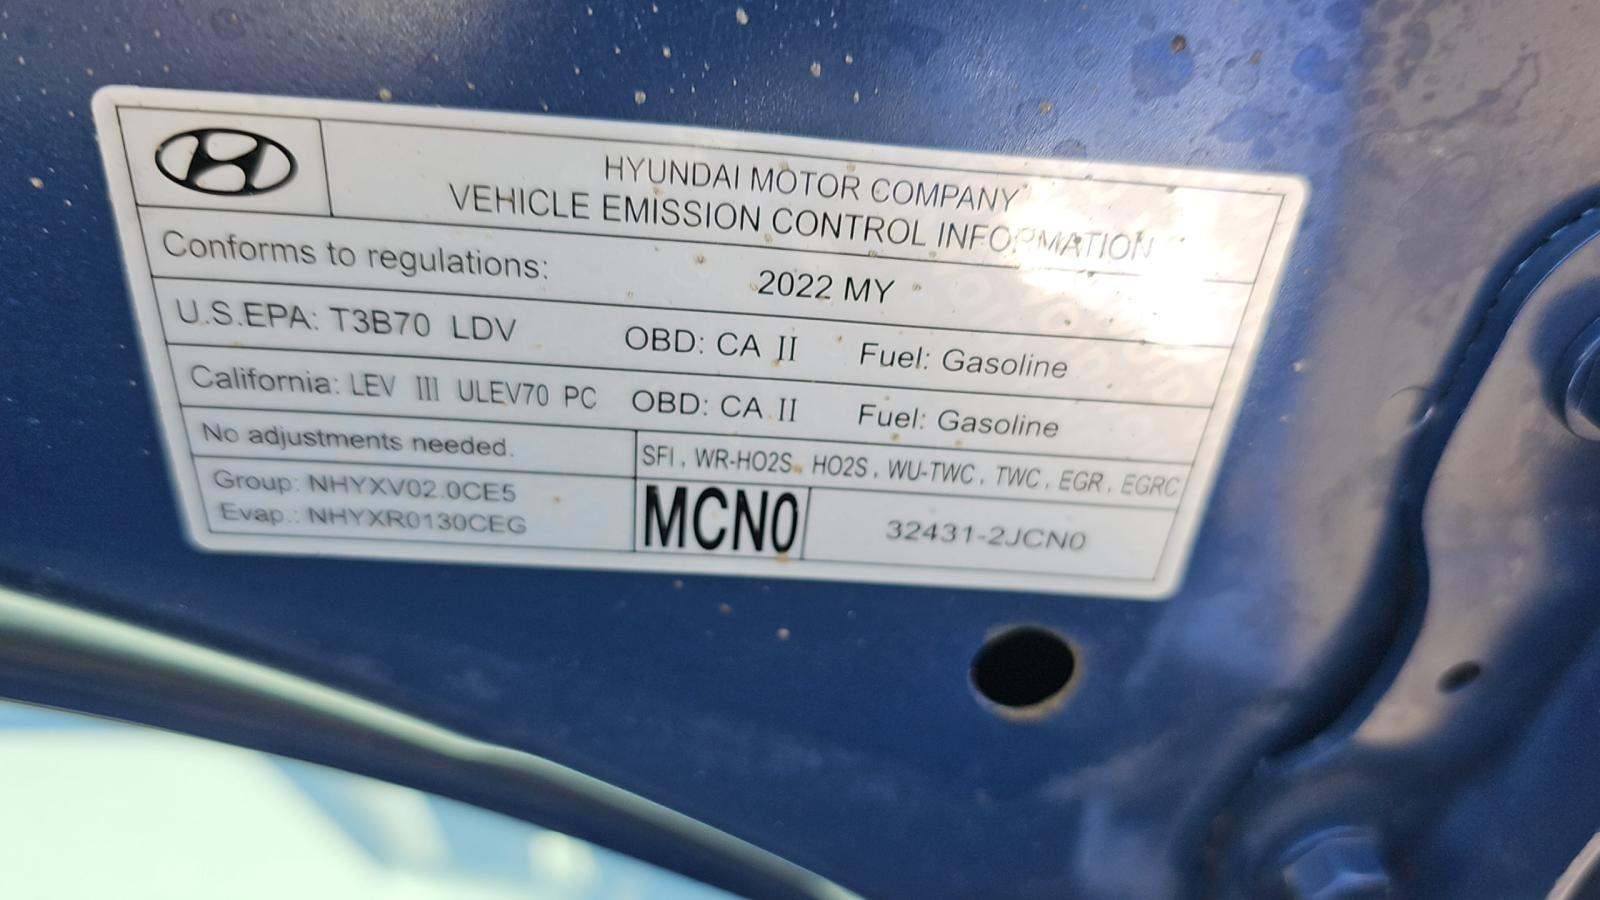 HYUNDAI MOTOR COMPANY
VEHICLE EMISSION CONTROL INFORMATION
Conforms to regulations: 2022 MY
U.S.EPA: T3B70 LDV OBD: CA II Fuel: Gasoline
California: LEV III ULEV70 PC OBD: CA II Fuel: Gasoline
No adjustments needed. SFI, WR-HO2S, HO2S, WU-TWC, TWC, EGR, EGRC
Group: NHYXV02.0CE5
Evap.: NHYXR0130CEG
MCN0 32431-2JCN0